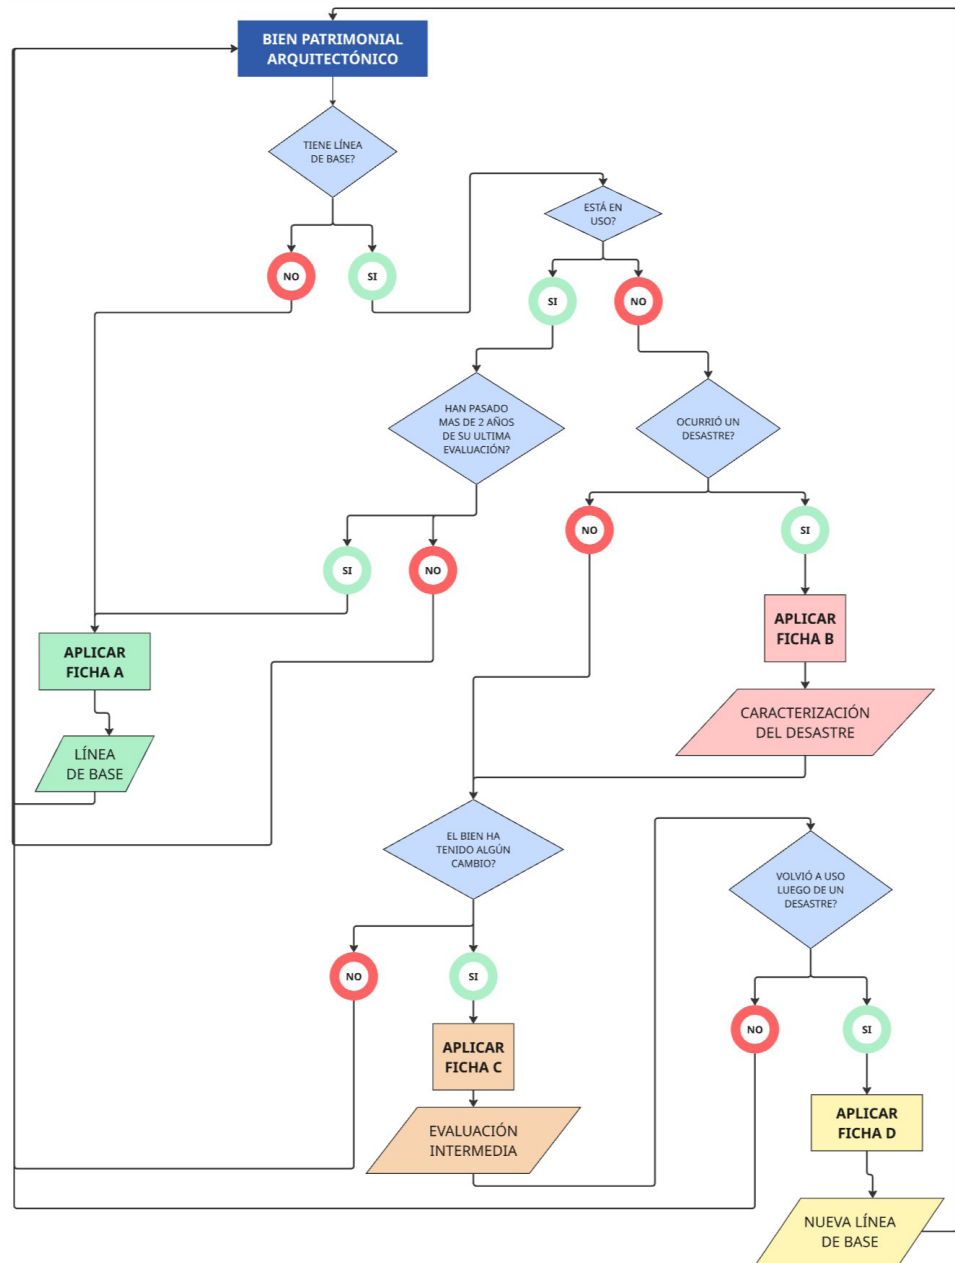 BIEN PATRIMONIAL
ARQUITECTÓNICO
TIENE LÍNEA
DE BASE?
NO
SI
ESTÁ EN
USO?
SI
NO
HAN PASADO
MAS DE 2 AÑOS
DE SU ULTIMA
EVALUACIÓN?
OCURRIÓ UN
DESASTRE?
SI
NO
NO
SI
APLICAR
FICHA A
LÍNEA
DE BASE
APLICAR
FICHA B
CARACTERIZACIÓN
DEL DESASTRE
EL BIEN HA
TENIDO ALGÚN
CAMBIO?
VOLVIÓ A USO
LUEGO DE UN
DESASTRE?
NO
SI
NO
SI
APLICAR
FICHA C
EVALUACIÓN
INTERMEDIA
APLICAR
FICHA D
NUEVA LÍNEA
DE BASE